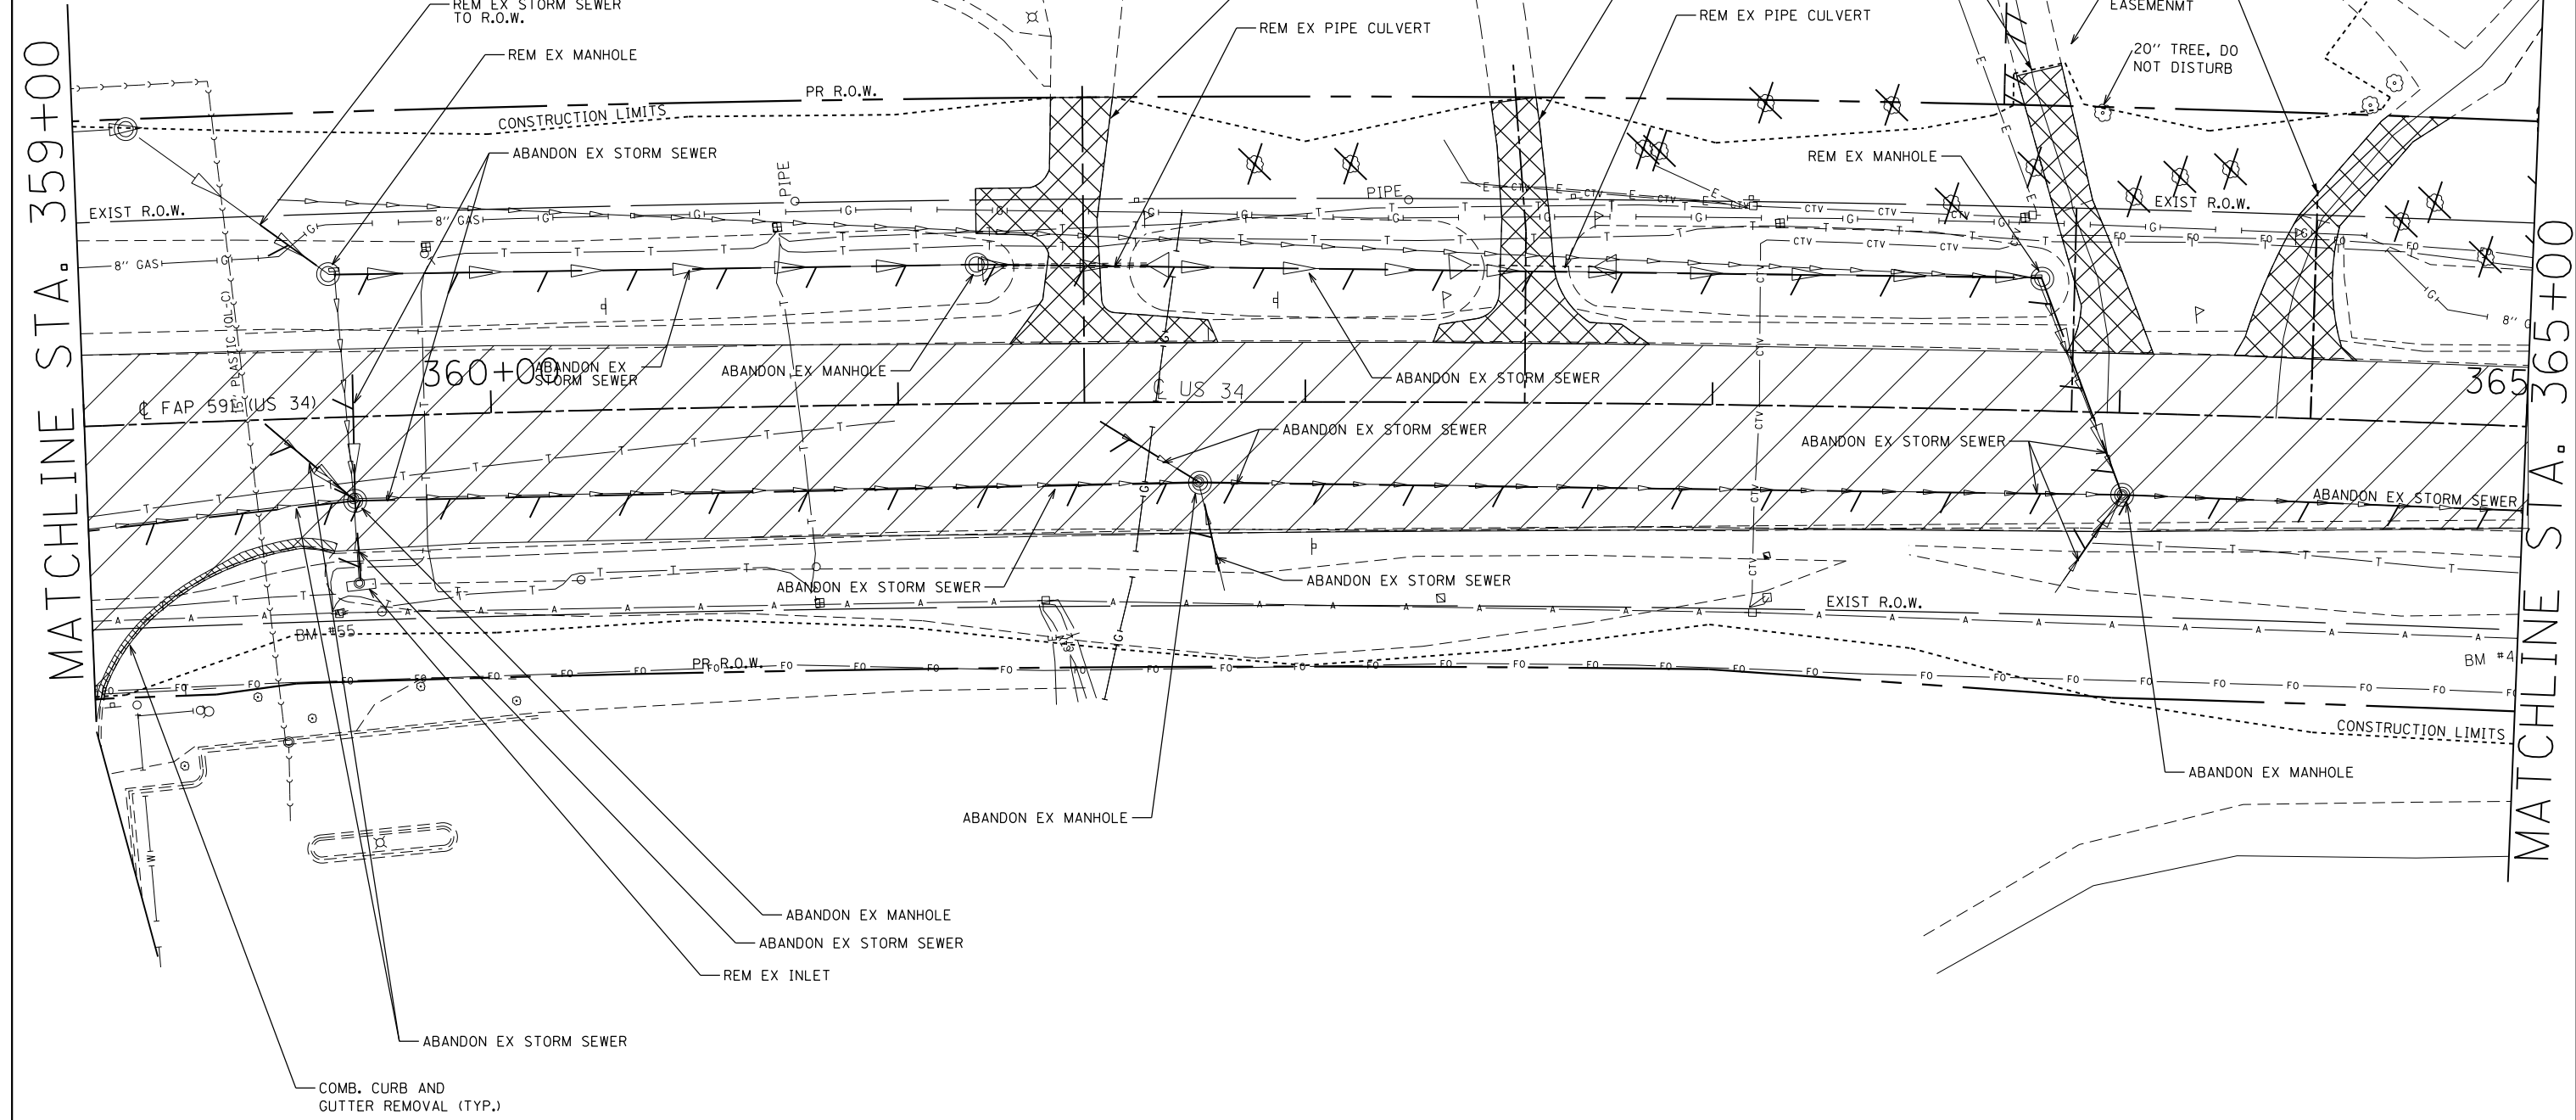 REM EX STORM SEWER
TO R.O.W.
REM EX MANHOLE
REM EX PIPE CULVERT
REM EX PIPE CULVERT
EASEMENMT
20'' TREE, DO
NOT DISTURB
MATCHLINE STA. 359+00
PR R.O.W.
CONSTRUCTION LIMITS
ABANDON EX STORM SEWER
PIPE
REM EX MANHOLE
PIPE
EXIST R.O.W.
EXIST R.O.W.
8'' GAS
8'' GAS
360+00
ABANDON EX
STORM SEWER
ABANDON EX MANHOLE
ABANDON EX STORM SEWER
℄ FAP 591 (US 34)
℄ US 34
365
ABANDON EX STORM SEWER
ABANDON EX STORM SEWER
ABANDON EX STORM SEWER
ABANDON EX STORM SEWER
ABANDON EX STORM SEWER
EXIST R.O.W.
BM #55
PR R.O.W.
BM #4
CONSTRUCTION LIMITS
ABANDON EX MANHOLE
ABANDON EX MANHOLE
MATCHLINE STA. 365+00
ABANDON EX MANHOLE
ABANDON EX STORM SEWER
REM EX INLET
ABANDON EX STORM SEWER
COMB. CURB AND
GUTTER REMOVAL (TYP.)